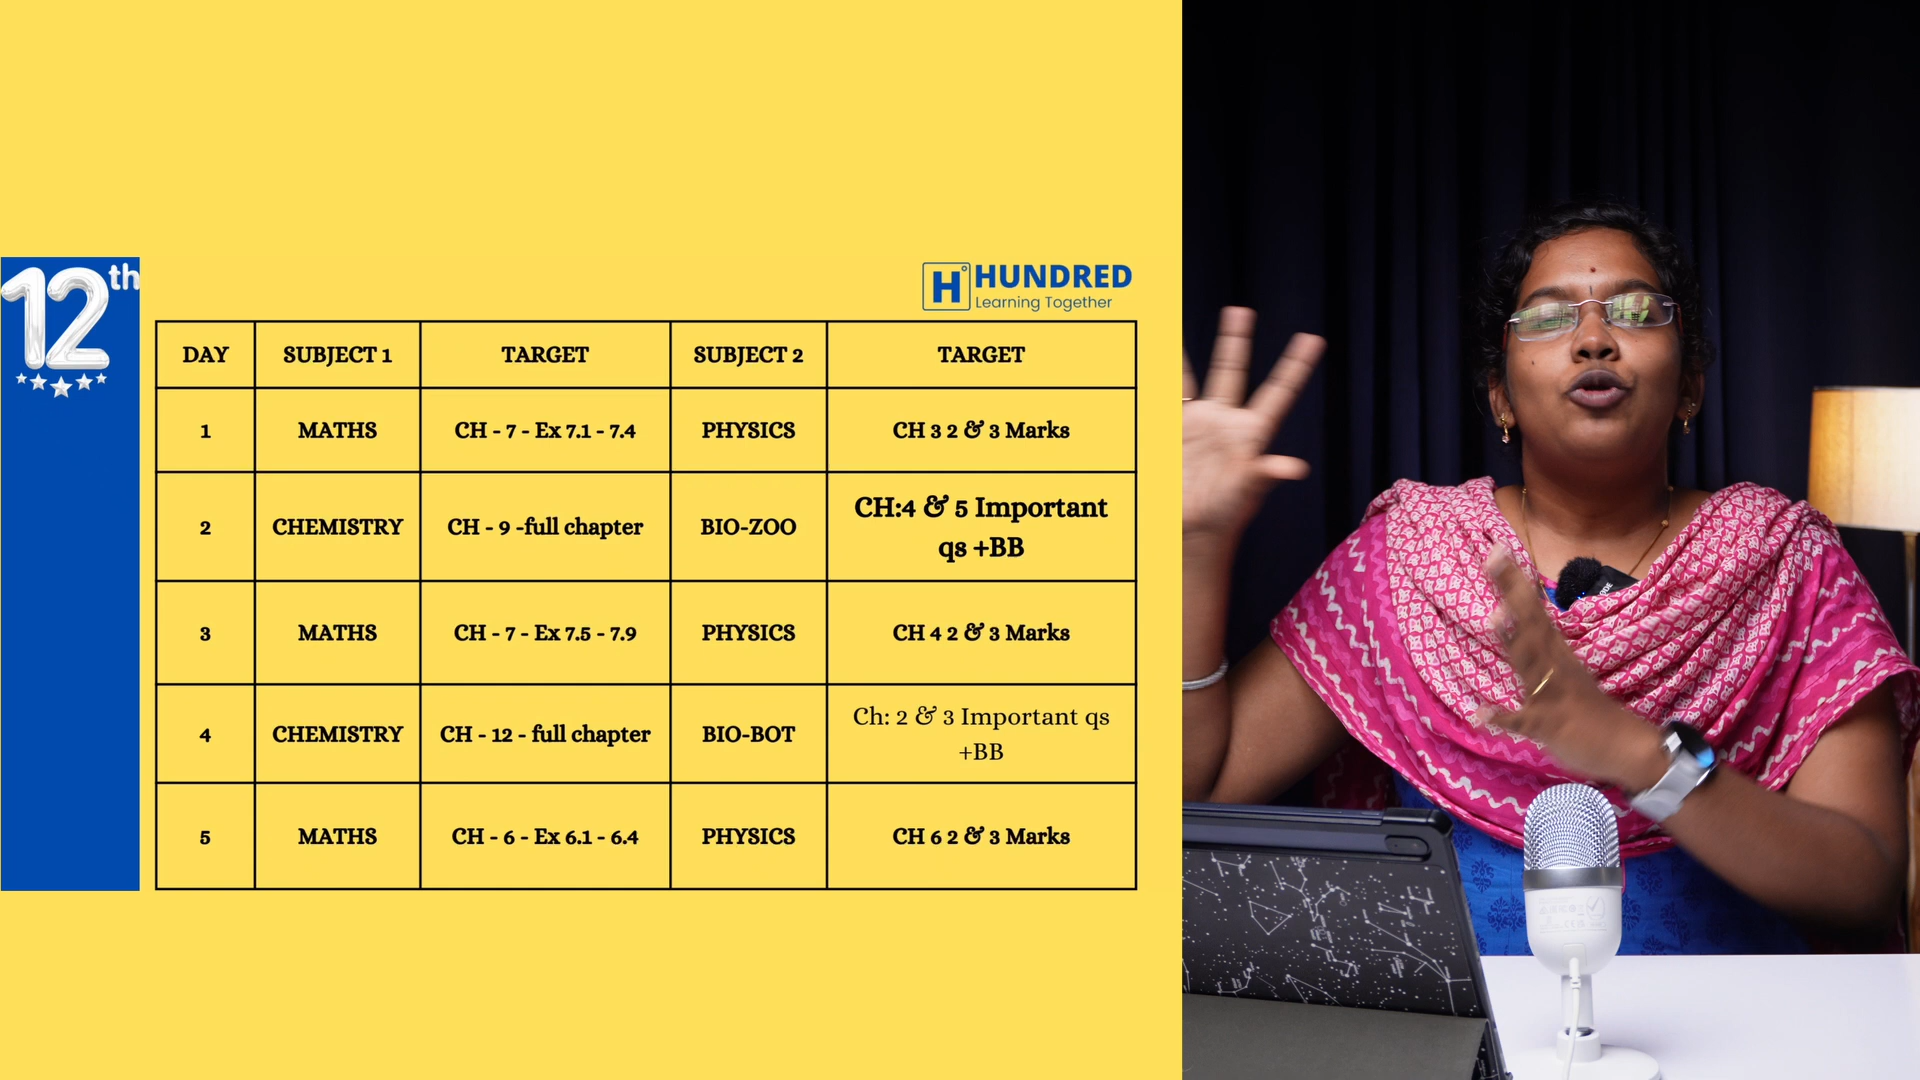 12th
H HUNDRED
Learning Together
DAY SUBJECT 1 TARGET SUBJECT 2 TARGET
1 MATHS CH - 7 - Ex 7.1 - 7.4 PHYSICS CH 3 2 & 3 Marks
2 CHEMISTRY CH - 9 -full chapter BIO-ZOO CH:4 & 5 Important
qs +BB
3 MATHS CH - 7 - Ex 7.5 - 7.9 PHYSICS CH 4 2 & 3 Marks
4 CHEMISTRY CH - 12 - full chapter BIO-BOT Ch: 2 & 3 Important qs
+BB
5 MATHS CH - 6 - Ex 6.1 - 6.4 PHYSICS CH 6 2 & 3 Marks